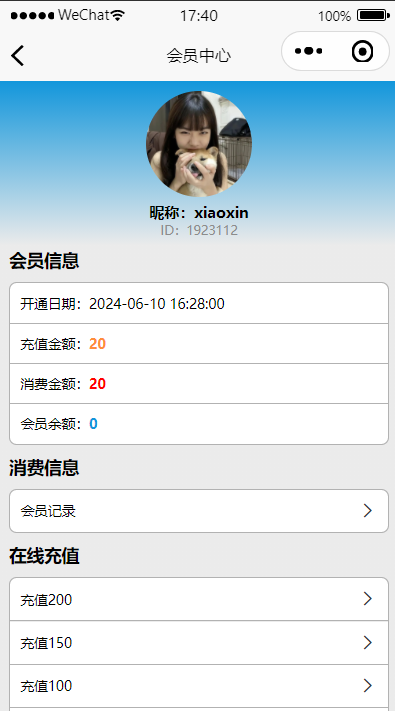 WeChat 17:40 100%
会员中心
昵称：xiaoxin
ID：1923112
会员信息
开通日期：2024-06-10 16:28:00
充值金额：20
消费金额：20
会员余额：0
消费信息
会员记录
在线充值
充值200
充值150
充值100